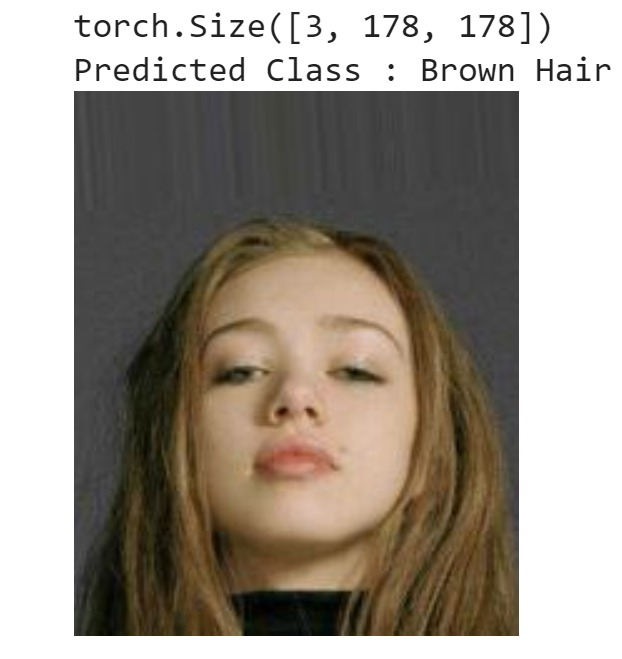 torch.Size([3, 178, 178])
Predicted Class : Brown Hair